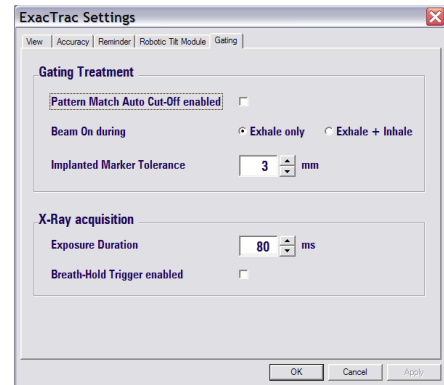 ExacTrac Settings
View Accuracy Reminder Robotic Tilt Module Gating
Gating Treatment
Pattern Match Auto Cut-Off enabled
Beam On during Exhale only Exhale + Inhale
Implanted Marker Tolerance 3 mm
X-Ray acquisition
Exposure Duration 80 ms
Breath-Hold Trigger enabled
OK Cancel Apply